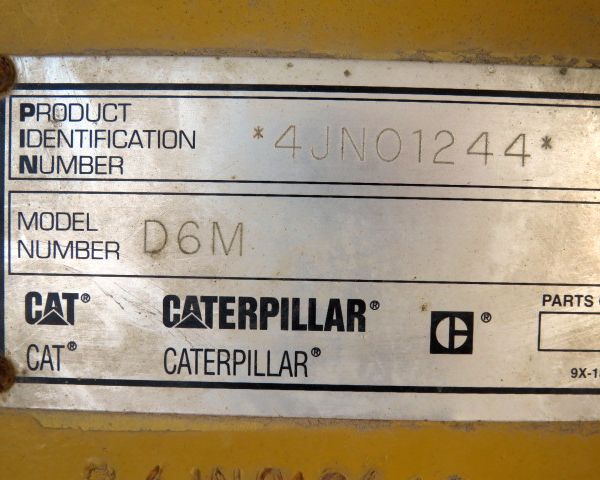 PRODUCT
IDENTIFICATION *4JN01244*
NUMBER
MODEL
NUMBER D6M
CAT® CATERPILLAR® C ®
PARTS
CAT® CATERPILLAR®